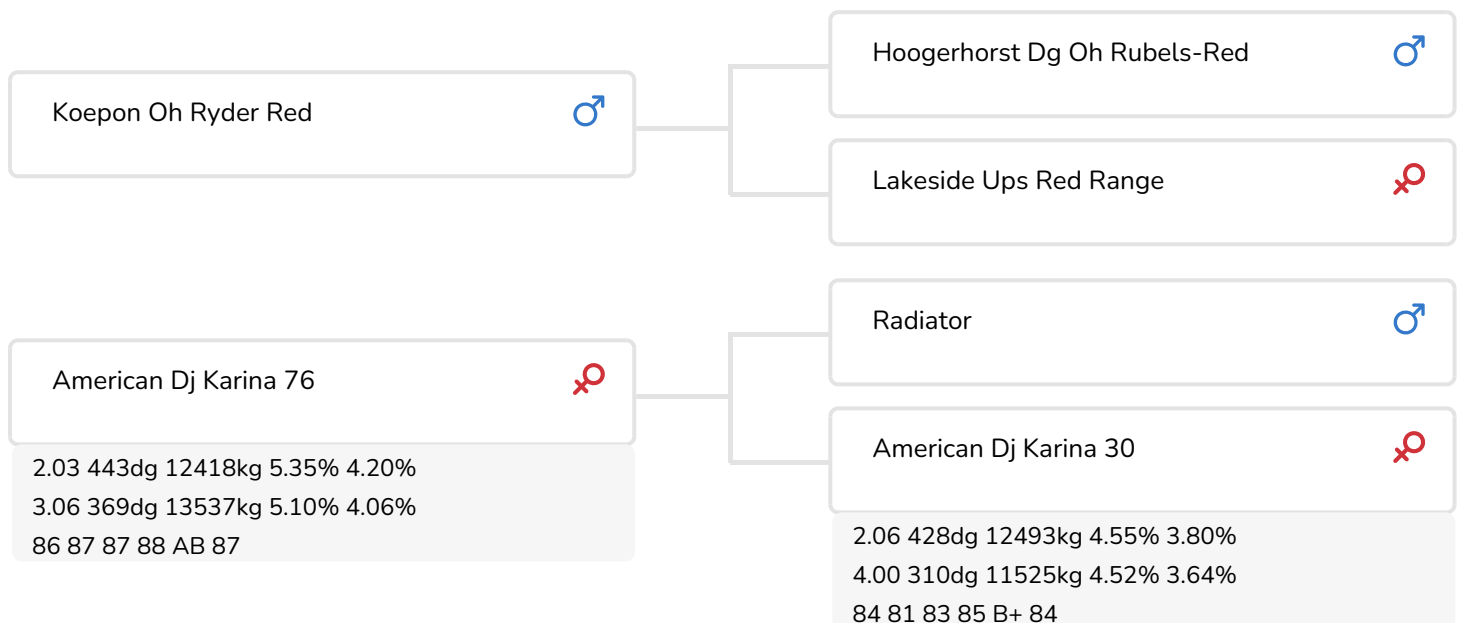 Koepon Oh Ryder Red
Hoogerhorst Dg Oh Rubels-Red
Lakeside Ups Red Range
American Dj Karina 76
2.03 443dg 12418kg 5.35% 4.20%
3.06 369dg 13537kg 5.10% 4.06%
86 87 87 88 AB 87
Radiator
American Dj Karina 30
2.06 428dg 12493kg 4.55% 3.80%
4.00 310dg 11525kg 4.52% 3.64%
84 81 83 85 B+ 84